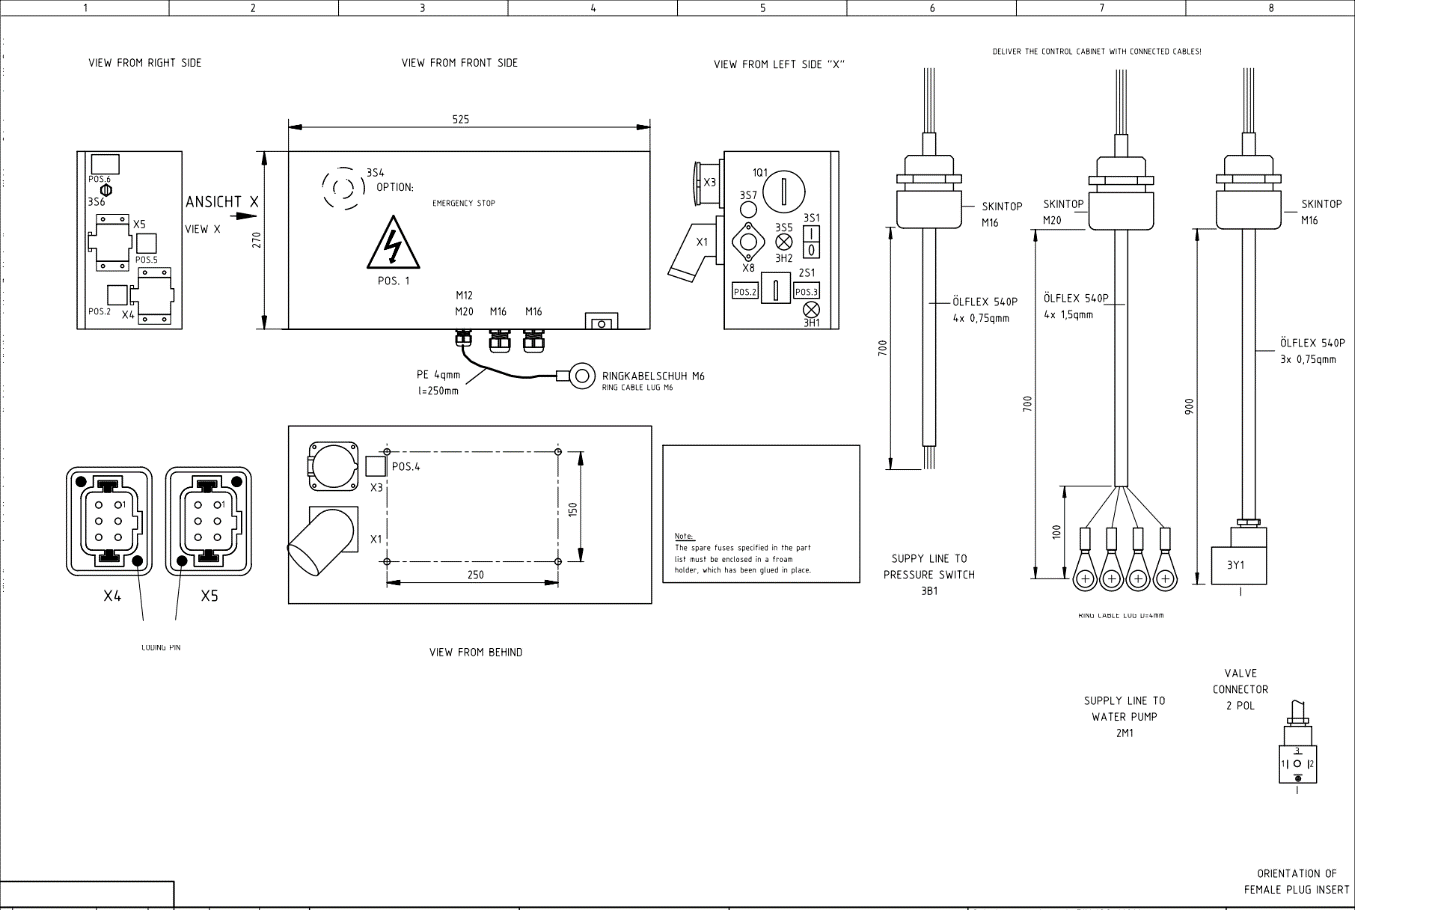 1 2 3 4 5 6 7 8
DELIVER THE CONTROL CABINET WITH CONNECTED CABLES!
VIEW FROM RIGHT SIDE
VIEW FROM FRONT SIDE
VIEW FROM LEFT SIDE "X"
525
POS.6
3S6
X5
POS.5
POS.2
X4
ANSICHT X
VIEW X
270
3S4
OPTION:
EMERGENCY STOP
POS. 1
M12
M20
M16
M16
PE 4qmm
l=250mm
RINGKABELSCHUH M6
RING CABLE LUG M6
X3
X1
1Q1
3S7
3S1
3S5
I
0
3H2
X8
2S1
POS.2
POS.3
3H1
SKINTOP
M16
ÖLFLEX 540P
4x 0,75qmm
700
SUPPY LINE TO
PRESSURE SWITCH
3B1
SKINTOP
M20
ÖLFLEX 540P
4x 1,5qmm
700
100
RING CABLE LUG D=4mm
SUPPLY LINE TO
WATER PUMP
2M1
SKINTOP
M16
ÖLFLEX 540P
3x 0,75qmm
900
3Y1
VALVE
CONNECTOR
2 POL
3
1 2
ORIENTATION OF
FEMALE PLUG INSERT
1
1
X4
X5
CODING PIN
POS.4
X3
X1
150
250
VIEW FROM BEHIND
Note:
The spare fuses specified in the part
list must be enclosed in a froam
holder, which has been glued in place.